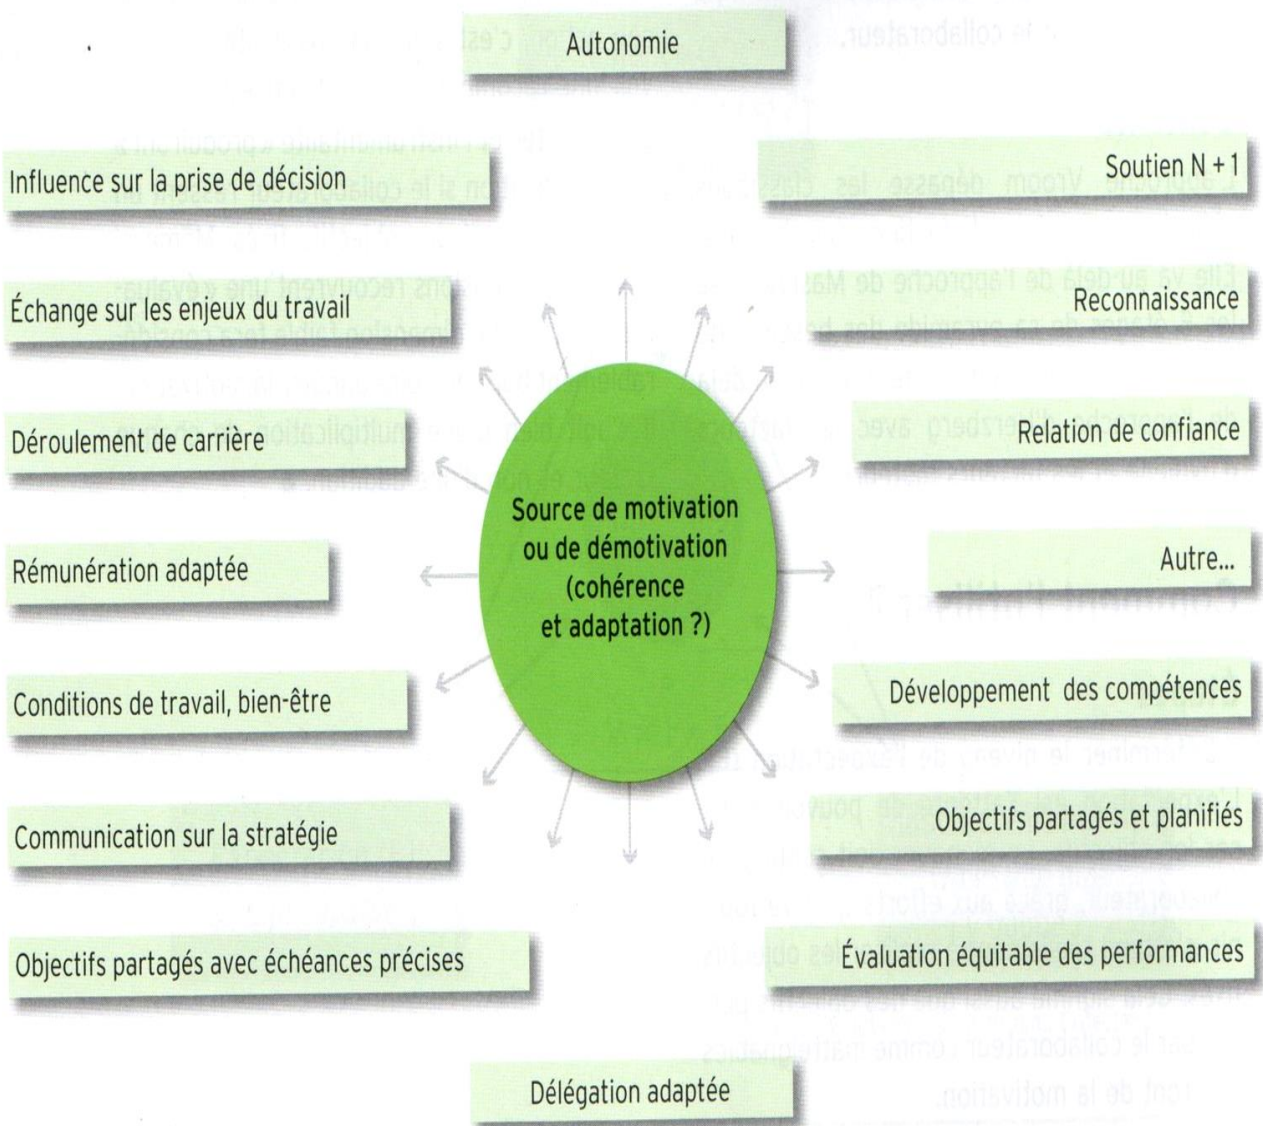 Autonomie
Influence sur la prise de décision
Soutien N + 1
Échange sur les enjeux du travail
Reconnaissance
Déroulement de carrière
Relation de confiance
Source de motivation
ou de démotivation
(cohérence
et adaptation ?)
Rémunération adaptée
Autre...
Conditions de travail, bien-être
Développement des compétences
Communication sur la stratégie
Objectifs partagés et planifiés
Objectifs partagés avec échéances précises
Évaluation équitable des performances
Délégation adaptée